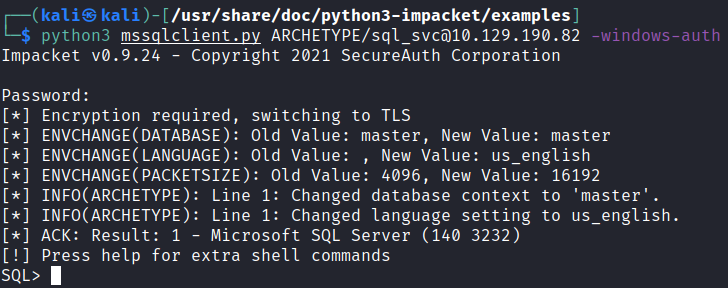 ┌──(kali㉿kali)-[/usr/share/doc/python3-impacket/examples]
└─$ python3 mssqlclient.py ARCHETYPE/sql_svc@10.129.190.82 -windows-auth
Impacket v0.9.24 - Copyright 2021 SecureAuth Corporation

Password:
[*] Encryption required, switching to TLS
[*] ENVCHANGE(DATABASE): Old Value: master, New Value: master
[*] ENVCHANGE(LANGUAGE): Old Value: , New Value: us_english
[*] ENVCHANGE(PACKETSIZE): Old Value: 4096, New Value: 16192
[*] INFO(ARCHETYPE): Line 1: Changed database context to 'master'.
[*] INFO(ARCHETYPE): Line 1: Changed language setting to us_english.
[*] ACK: Result: 1 - Microsoft SQL Server (140 3232)
[!] Press help for extra shell commands
SQL>